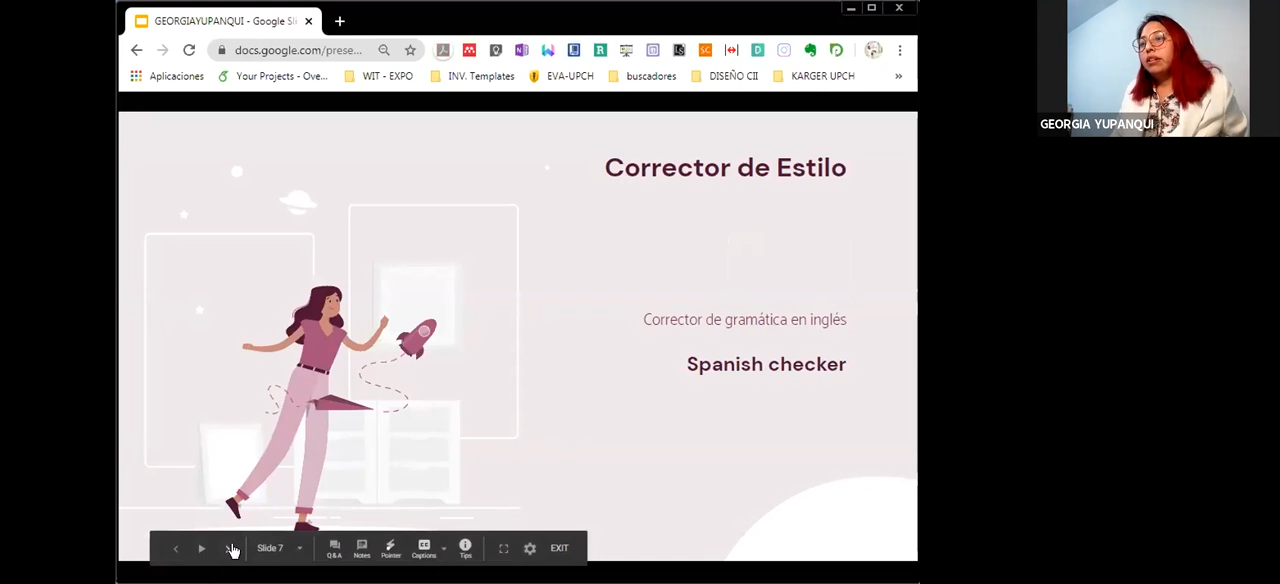 GEORGIAYUPANQUI - Google Sli
docs.google.com/prese...
Aplicaciones
Your Projects - Ove...
WIT - EXPO
INV. Templates
EVA-UPCH
buscadores
DISEÑO CII
KARGER UPCH
GEORGIA YUPANQUI
Corrector de Estilo
Corrector de gramática en inglés
Spanish checker
Slide 7
Q&A
Notes
Pointer
Captions
Tips
EXIT